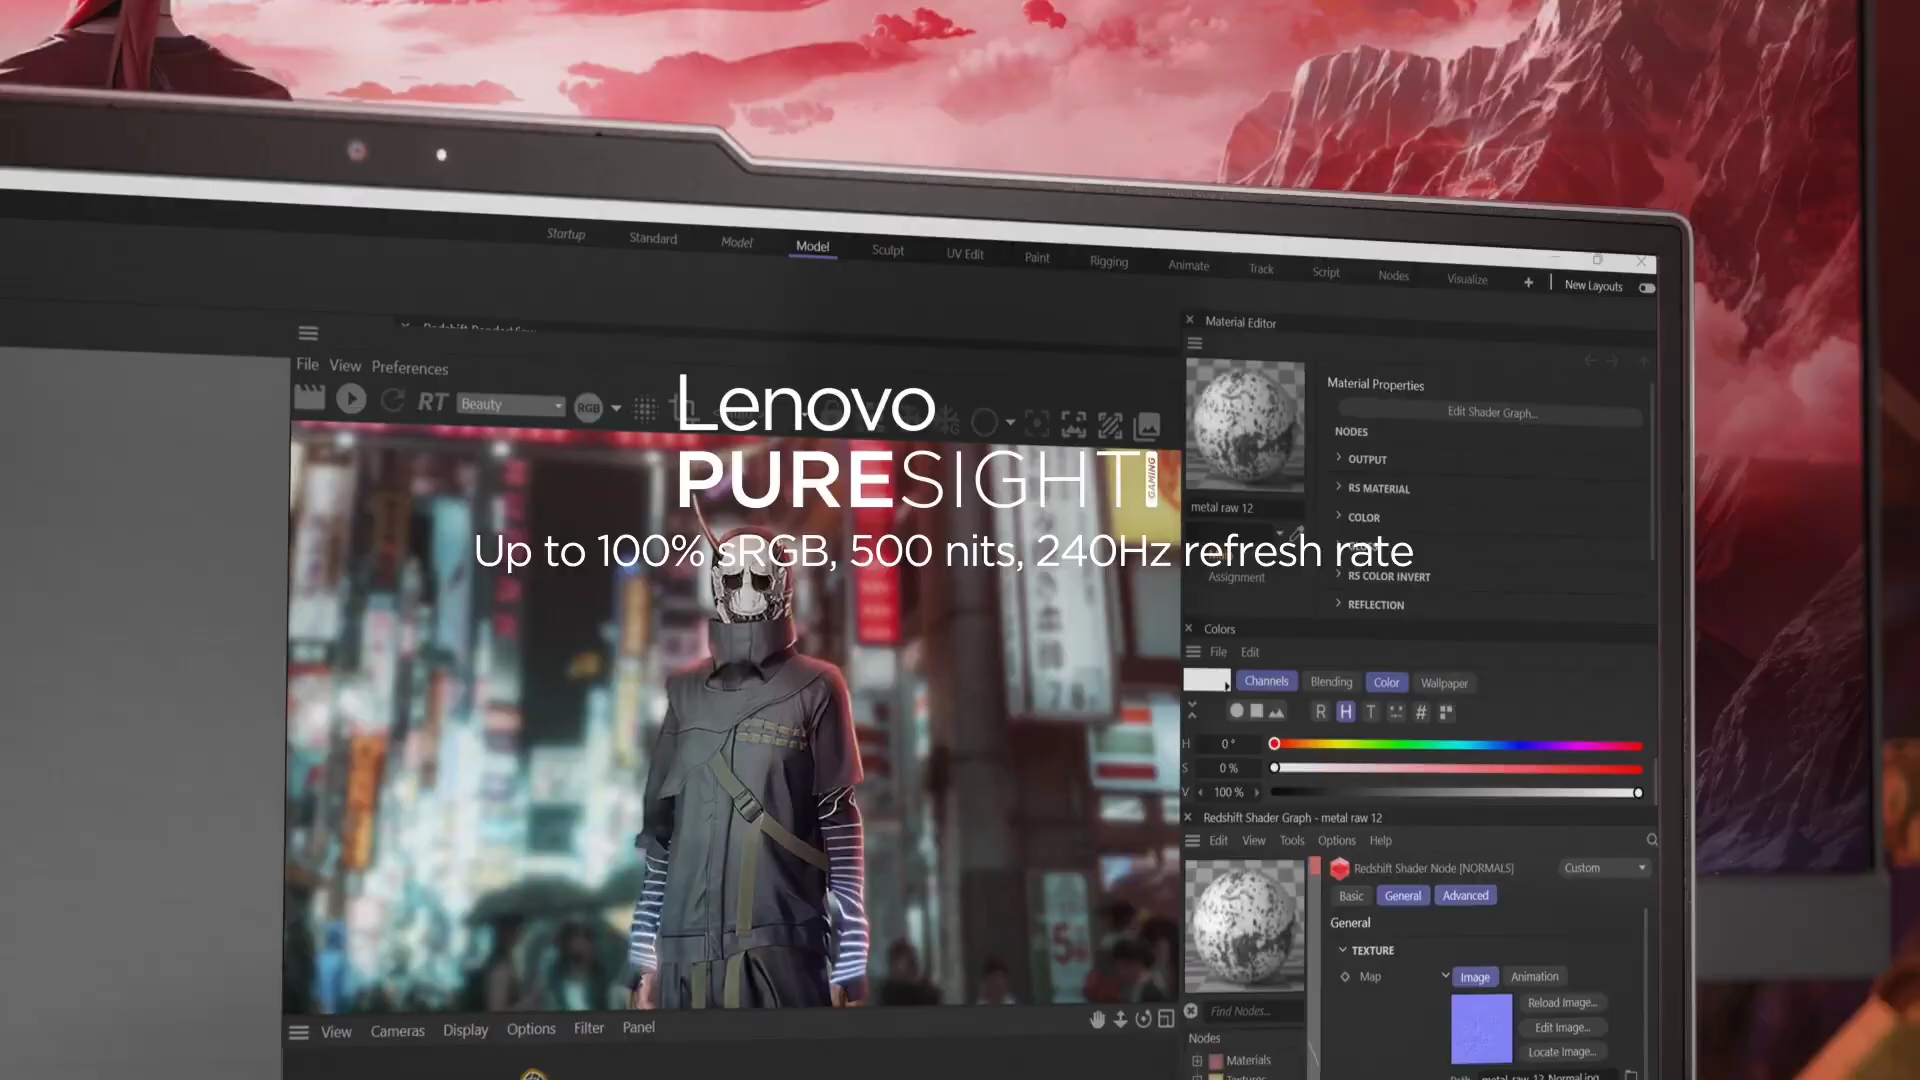 Startup Standard Model Model Sculpt UV Edit Paint Rigging Animate Track Script Nodes Visualize + New Layouts
Redshift RenderView
File View Preferences
RT Beauty RGB
Lenovo
PURESIGHT GAMING
Up to 100% sRGB, 500 nits, 240Hz refresh rate
Material Editor
Material Properties
Edit Shader Graph...
NODES
OUTPUT
RS MATERIAL
metal raw 12
COLOR
Assignment
RS COLOR INVERT
REFLECTION
Colors
File Edit
Channels Blending Color Wallpaper
R H T #
H 0°
S 0%
V 100%
Redshift Shader Graph - metal raw 12
Edit View Tools Options Help
Redshift Shader Node [NORMALS] Custom
Basic General Advanced
General
TEXTURE
Map Image Animation
Reload Image...
Edit Image...
Locate Image...
Find Nodes...
Nodes
Materials
View Cameras Display Options Filter Panel